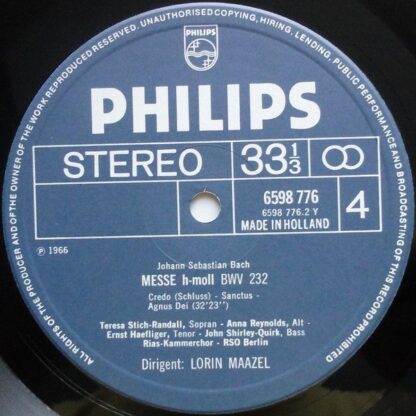 ALL RIGHTS OF THE PRODUCER AND OF THE OWNER OF THE WORK REPRODUCED RESERVED. UNAUTHORISED COPYING, HIRING, LENDING, PUBLIC PERFORMANCE AND BROADCASTING OF THIS RECORD PROHIBITED
PHILIPS
PHILIPS
STEREO
33⅓
6598 776
6598 776.2 Y
MADE IN HOLLAND
4
℗ 1966
Johann Sebastian Bach
MESSE h-moll BWV 232
Credo (Schluss) - Sanctus -
Agnus Dei (32'23")
Teresa Stich-Randall, Sopran - Anna Reynolds, Alt -
Ernst Haefliger, Tenor - John Shirley-Quirk, Bass
Rias-Kammerchor - RSO Berlin
Dirigent: LORIN MAAZEL